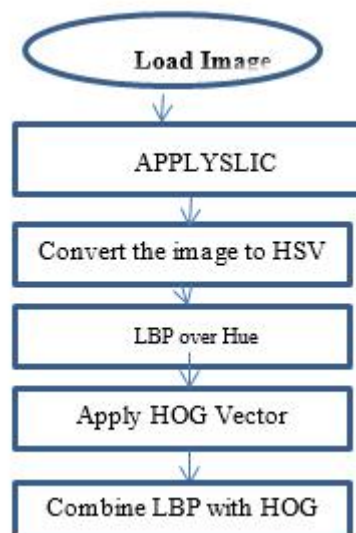 Load Image
APPLYSLIC
Convert the image to HSV
LBP over Hue
Apply HOG Vector
Combine LBP with HOG